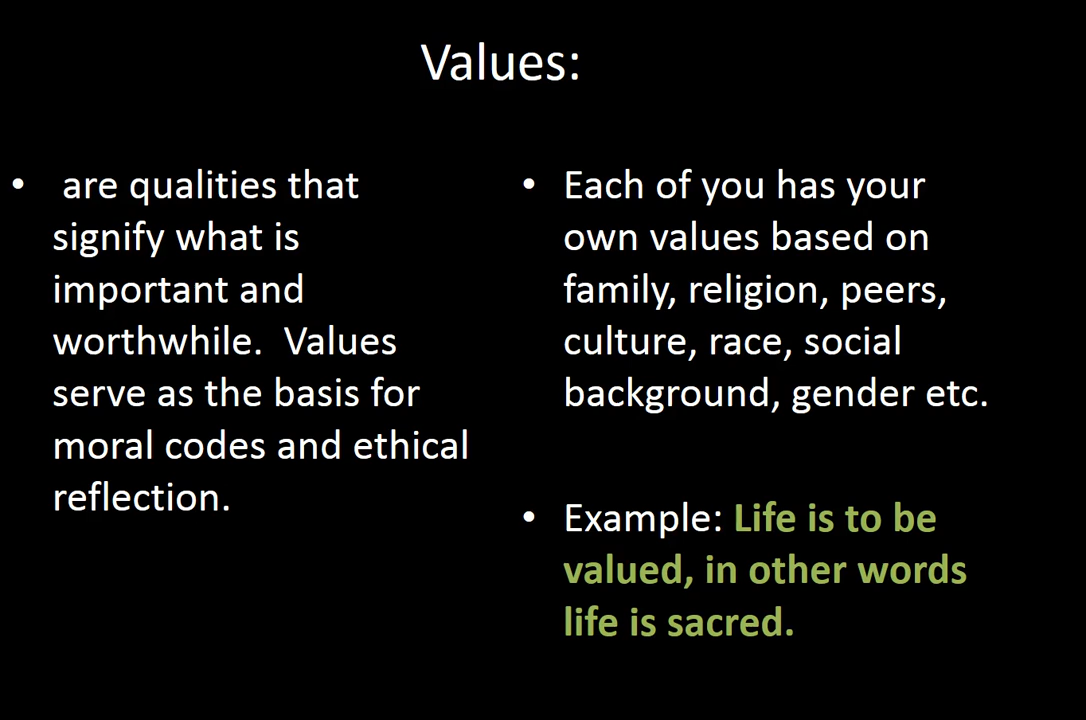 Values:
• are qualities that
signify what is
important and
worthwhile.  Values
serve as the basis for
moral codes and ethical
reflection.
• Each of you has your
own values based on
family, religion, peers,
culture, race, social
background, gender etc.
• Example: Life is to be
valued, in other words
life is sacred.